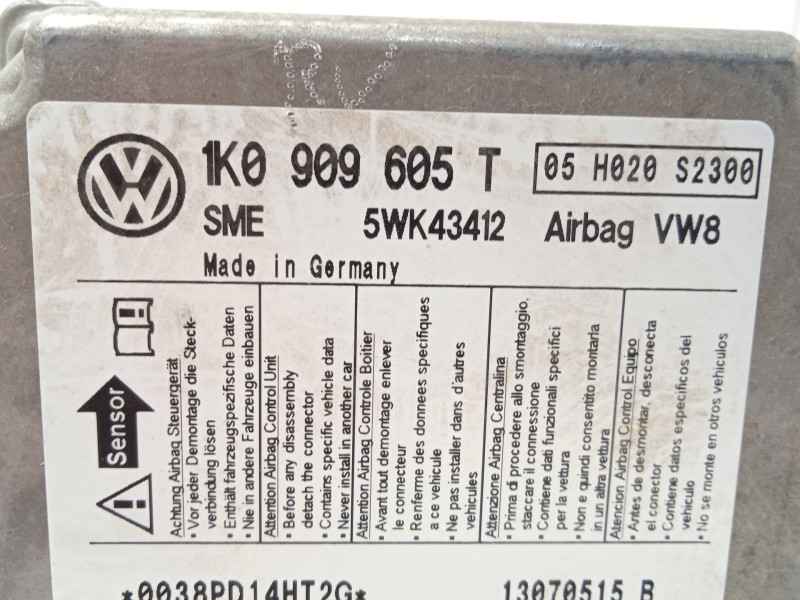 1K0 909 605 T
05 H020 S2300
SME 5WK43412 Airbag VW8
Made in Germany
Sensor
Achtung Airbag Steuergerät
• Vor jeder Demontage die Steck-
verbindung lösen
• Enthält fahrzeugspezifische Daten
• Nie in andere Fahrzeuge einbauen
Attention Airbag Control Unit
• Before any disassembly
detach the connector
• Contains specific vehicle data
• Never install in another car
Attention Airbag Controle Boitier
• Avant tout demontage enlever
le connecteur
• Renferme des donnees specifiques
a ce vehicule
• Ne pas installer dans d'autres
vehicules
Attenzione Airbag Centralina
• Prima di procedere allo smontaggio,
staccare il connessione
• Contiene dati funzionali specifici
per la vettura
• Non e quindi consentito montarla
in un altra vettura
Atencion Airbag Control Equipo
• Antes de desmontar, desconecta
el conector
• Contiene datos especificos del
vehiculo
• No se monte en otros vehiculos
*0038PD14HT2G* 13070515 B